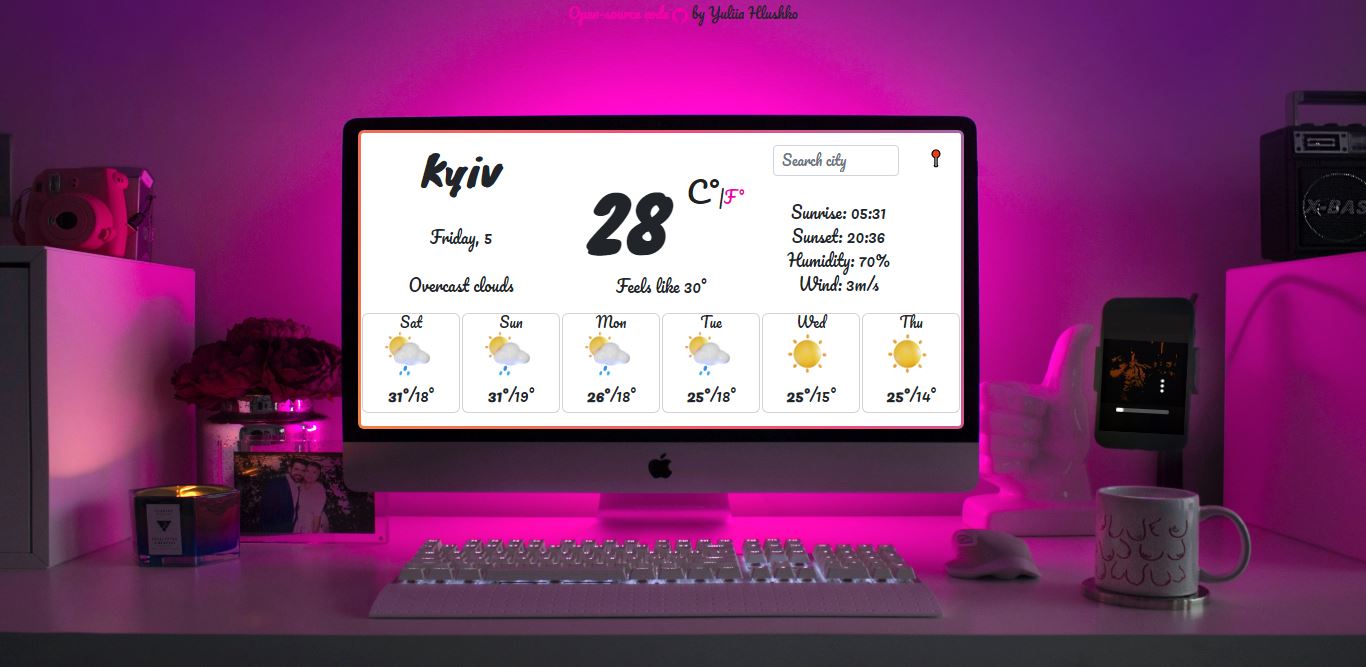 Open-source code by Yuliia Hlushko
Kyiv
Friday, 5
Overcast clouds
28
C°|F°
Feels like 30°
Search city
Sunrise: 05:31
Sunset: 20:36
Humidity: 70%
Wind: 3m/s
Sat
31°/18°
Sun
31°/19°
Mon
26°/18°
Tue
25°/18°
Wed
25°/15°
Thu
25°/14°
X-BAS